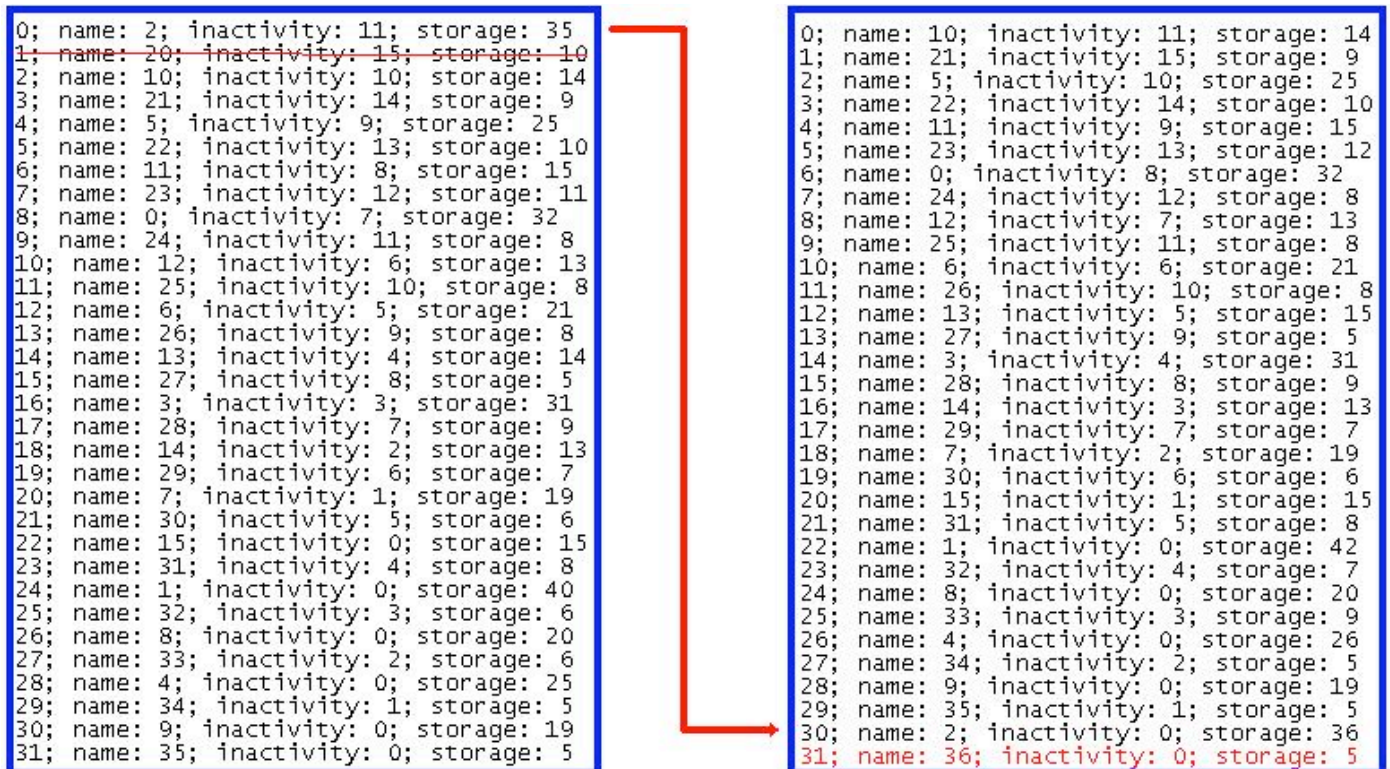 0; name: 2; inactivity: 11; storage: 35
1; name: 20; inactivity: 15; storage: 10
2; name: 10; inactivity: 10; storage: 14
3; name: 21; inactivity: 14; storage: 9
4; name: 5; inactivity: 9; storage: 25
5; name: 22; inactivity: 13; storage: 10
6; name: 11; inactivity: 8; storage: 15
7; name: 23; inactivity: 12; storage: 11
8; name: 0; inactivity: 7; storage: 32
9; name: 24; inactivity: 11; storage: 8
10; name: 12; inactivity: 6; storage: 13
11; name: 25; inactivity: 10; storage: 8
12; name: 6; inactivity: 5; storage: 21
13; name: 26; inactivity: 9; storage: 8
14; name: 13; inactivity: 4; storage: 14
15; name: 27; inactivity: 8; storage: 5
16; name: 3; inactivity: 3; storage: 31
17; name: 28; inactivity: 7; storage: 9
18; name: 14; inactivity: 2; storage: 13
19; name: 29; inactivity: 6; storage: 7
20; name: 7; inactivity: 1; storage: 19
21; name: 30; inactivity: 5; storage: 6
22; name: 15; inactivity: 0; storage: 15
23; name: 31; inactivity: 4; storage: 8
24; name: 1; inactivity: 0; storage: 40
25; name: 32; inactivity: 3; storage: 6
26; name: 8; inactivity: 0; storage: 20
27; name: 33; inactivity: 2; storage: 6
28; name: 4; inactivity: 0; storage: 25
29; name: 34; inactivity: 1; storage: 5
30; name: 9; inactivity: 0; storage: 19
31; name: 35; inactivity: 0; storage: 5
0; name: 10; inactivity: 11; storage: 14
1; name: 21; inactivity: 15; storage: 9
2; name: 5; inactivity: 10; storage: 25
3; name: 22; inactivity: 14; storage: 10
4; name: 11; inactivity: 9; storage: 15
5; name: 23; inactivity: 13; storage: 12
6; name: 0; inactivity: 8; storage: 32
7; name: 24; inactivity: 12; storage: 8
8; name: 12; inactivity: 7; storage: 13
9; name: 25; inactivity: 11; storage: 8
10; name: 6; inactivity: 6; storage: 21
11; name: 26; inactivity: 10; storage: 8
12; name: 13; inactivity: 5; storage: 15
13; name: 27; inactivity: 9; storage: 5
14; name: 3; inactivity: 4; storage: 31
15; name: 28; inactivity: 8; storage: 9
16; name: 14; inactivity: 3; storage: 13
17; name: 29; inactivity: 7; storage: 7
18; name: 7; inactivity: 2; storage: 19
19; name: 30; inactivity: 6; storage: 6
20; name: 15; inactivity: 1; storage: 15
21; name: 31; inactivity: 5; storage: 8
22; name: 1; inactivity: 0; storage: 42
23; name: 32; inactivity: 4; storage: 7
24; name: 8; inactivity: 0; storage: 20
25; name: 33; inactivity: 3; storage: 9
26; name: 4; inactivity: 0; storage: 26
27; name: 34; inactivity: 2; storage: 5
28; name: 9; inactivity: 0; storage: 19
29; name: 35; inactivity: 1; storage: 5
30; name: 2; inactivity: 0; storage: 36
31; name: 36; inactivity: 0; storage: 5